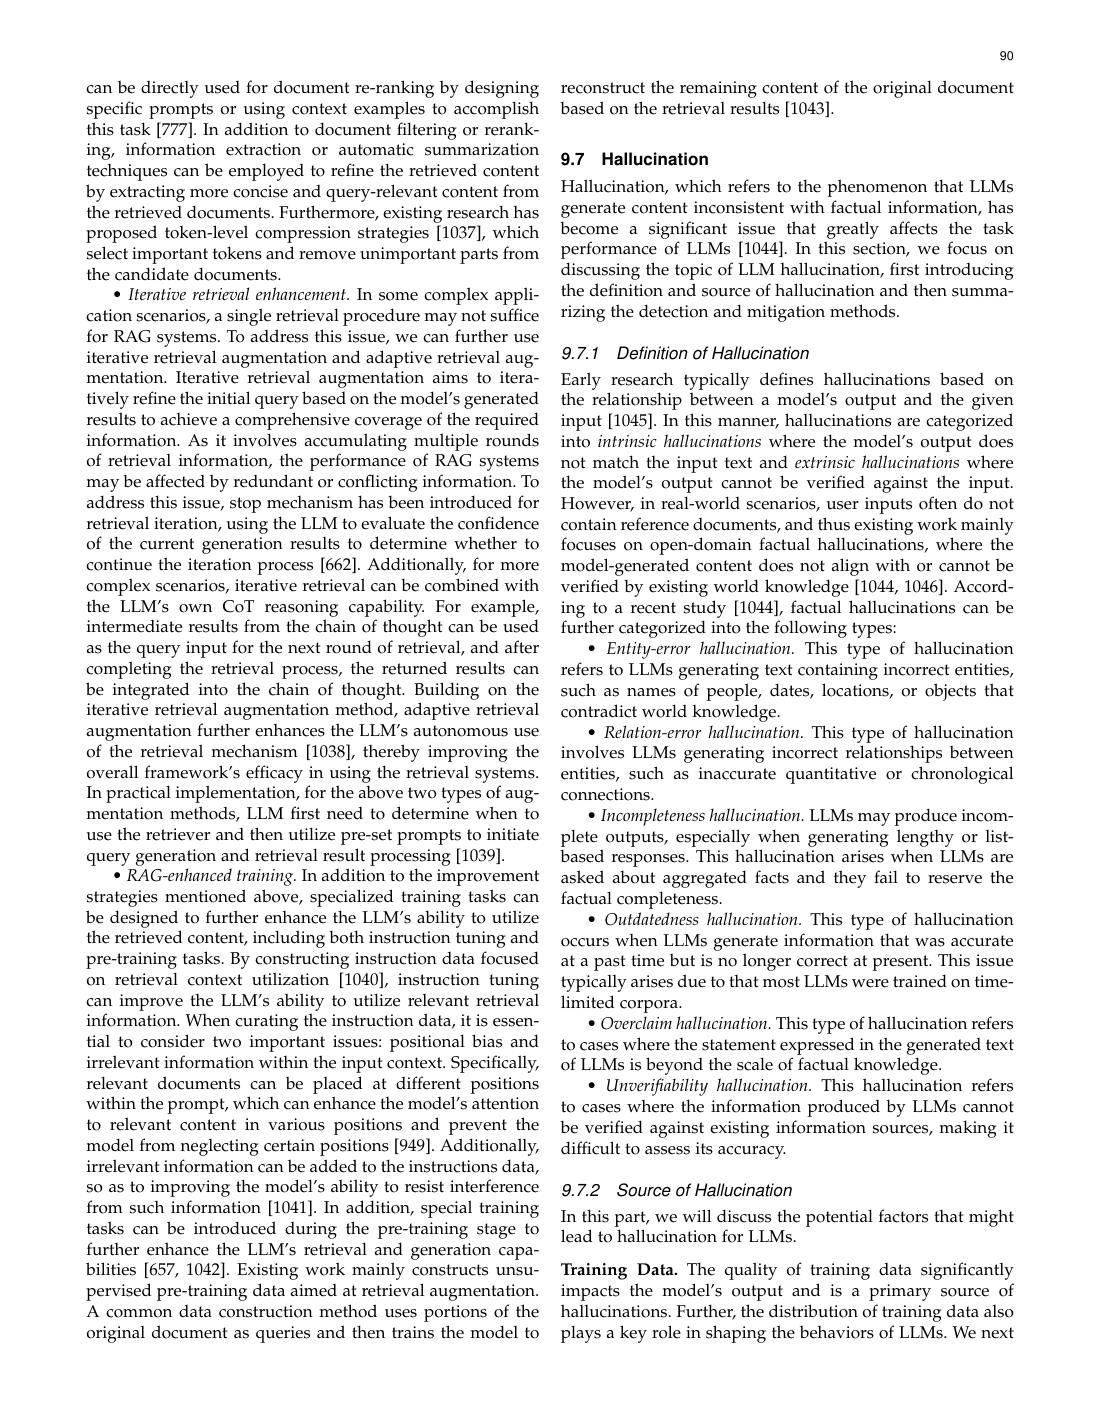 90
can be directly used for document re-ranking by designing
specific prompts or using context examples to accomplish
this task [777]. In addition to document filtering or rerank-
ing, information extraction or automatic summarization
techniques can be employed to refine the retrieved content
by extracting more concise and query-relevant content from
the retrieved documents. Furthermore, existing research has
proposed token-level compression strategies [1037], which
select important tokens and remove unimportant parts from
the candidate documents.
• Iterative retrieval enhancement. In some complex appli-
cation scenarios, a single retrieval procedure may not suffice
for RAG systems. To address this issue, we can further use
iterative retrieval augmentation and adaptive retrieval aug-
mentation. Iterative retrieval augmentation aims to itera-
tively refine the initial query based on the model's generated
results to achieve a comprehensive coverage of the required
information. As it involves accumulating multiple rounds
of retrieval information, the performance of RAG systems
may be affected by redundant or conflicting information. To
address this issue, stop mechanism has been introduced for
retrieval iteration, using the LLM to evaluate the confidence
of the current generation results to determine whether to
continue the iteration process [662]. Additionally, for more
complex scenarios, iterative retrieval can be combined with
the LLM's own CoT reasoning capability. For example,
intermediate results from the chain of thought can be used
as the query input for the next round of retrieval, and after
completing the retrieval process, the returned results can
be integrated into the chain of thought. Building on the
iterative retrieval augmentation method, adaptive retrieval
augmentation further enhances the LLM's autonomous use
of the retrieval mechanism [1038], thereby improving the
overall framework's efficacy in using the retrieval systems.
In practical implementation, for the above two types of aug-
mentation methods, LLM first need to determine when to
use the retriever and then utilize pre-set prompts to initiate
query generation and retrieval result processing [1039].
• RAG-enhanced training. In addition to the improvement
strategies mentioned above, specialized training tasks can
be designed to further enhance the LLM's ability to utilize
the retrieved content, including both instruction tuning and
pre-training tasks. By constructing instruction data focused
on retrieval context utilization [1040], instruction tuning
can improve the LLM's ability to utilize relevant retrieval
information. When curating the instruction data, it is essen-
tial to consider two important issues: positional bias and
irrelevant information within the input context. Specifically,
relevant documents can be placed at different positions
within the prompt, which can enhance the model's attention
to relevant content in various positions and prevent the
model from neglecting certain positions [949]. Additionally,
irrelevant information can be added to the instructions data,
so as to improving the model's ability to resist interference
from such information [1041]. In addition, special training
tasks can be introduced during the pre-training stage to
further enhance the LLM's retrieval and generation capa-
bilities [657, 1042]. Existing work mainly constructs unsu-
pervised pre-training data aimed at retrieval augmentation.
A common data construction method uses portions of the
original document as queries and then trains the model to
reconstruct the remaining content of the original document
based on the retrieval results [1043].
9.7 Hallucination
Hallucination, which refers to the phenomenon that LLMs
generate content inconsistent with factual information, has
become a significant issue that greatly affects the task
performance of LLMs [1044]. In this section, we focus on
discussing the topic of LLM hallucination, first introducing
the definition and source of hallucination and then summa-
rizing the detection and mitigation methods.
9.7.1 Definition of Hallucination
Early research typically defines hallucinations based on
the relationship between a model's output and the given
input [1045]. In this manner, hallucinations are categorized
into intrinsic hallucinations where the model's output does
not match the input text and extrinsic hallucinations where
the model's output cannot be verified against the input.
However, in real-world scenarios, user inputs often do not
contain reference documents, and thus existing work mainly
focuses on open-domain factual hallucinations, where the
model-generated content does not align with or cannot be
verified by existing world knowledge [1044, 1046]. Accord-
ing to a recent study [1044], factual hallucinations can be
further categorized into the following types:
• Entity-error hallucination. This type of hallucination
refers to LLMs generating text containing incorrect entities,
such as names of people, dates, locations, or objects that
contradict world knowledge.
• Relation-error hallucination. This type of hallucination
involves LLMs generating incorrect relationships between
entities, such as inaccurate quantitative or chronological
connections.
• Incompleteness hallucination. LLMs may produce incom-
plete outputs, especially when generating lengthy or list-
based responses. This hallucination arises when LLMs are
asked about aggregated facts and they fail to reserve the
factual completeness.
• Outdatedness hallucination. This type of hallucination
occurs when LLMs generate information that was accurate
at a past time but is no longer correct at present. This issue
typically arises due to that most LLMs were trained on time-
limited corpora.
• Overclaim hallucination. This type of hallucination refers
to cases where the statement expressed in the generated text
of LLMs is beyond the scale of factual knowledge.
• Unverifiability hallucination. This hallucination refers
to cases where the information produced by LLMs cannot
be verified against existing information sources, making it
difficult to assess its accuracy.
9.7.2 Source of Hallucination
In this part, we will discuss the potential factors that might
lead to hallucination for LLMs.
Training Data. The quality of training data significantly
impacts the model's output and is a primary source of
hallucinations. Further, the distribution of training data also
plays a key role in shaping the behaviors of LLMs. We next